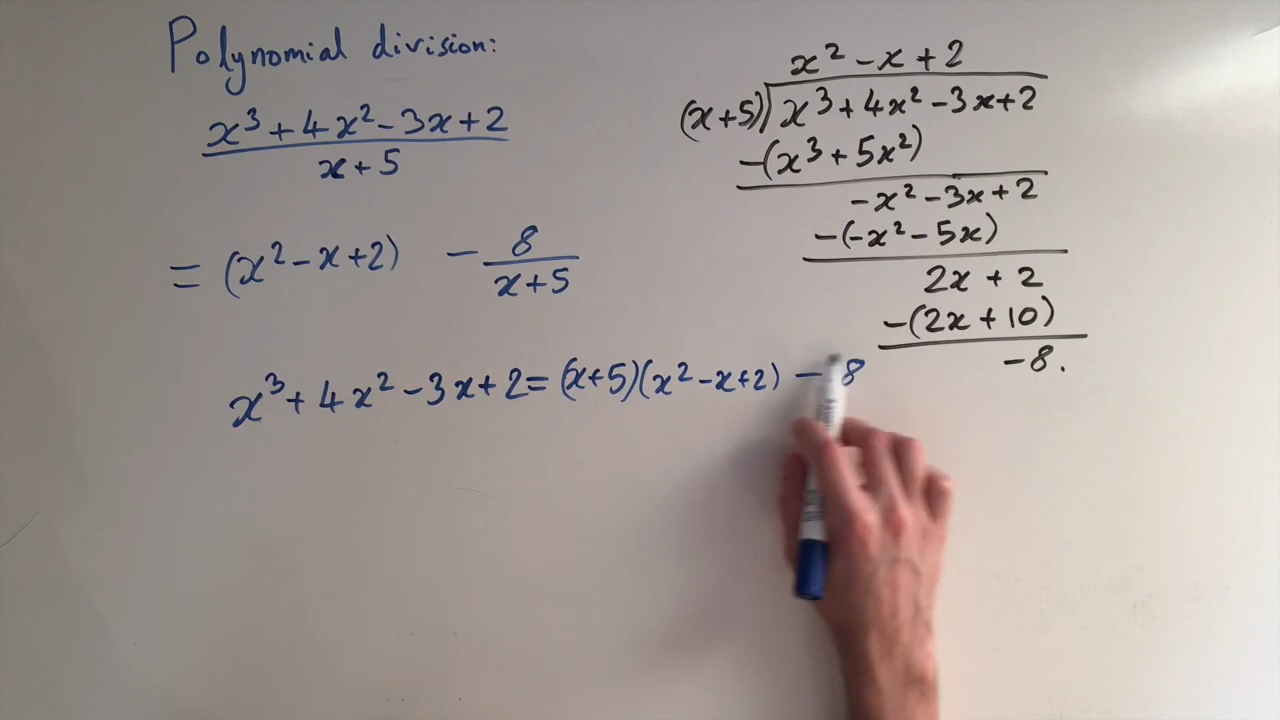 Polynomial division:
x³ + 4x² - 3x + 2
x + 5
= (x² - x + 2) - 8
x + 5
x³ + 4x² - 3x + 2 = (x+5)(x² - x + 2) - 8
x² - x + 2
(x+5) x³ + 4x² - 3x + 2
-(x³ + 5x²)
-x² - 3x + 2
-(-x² - 5x)
2x + 2
-(2x + 10)
-8.